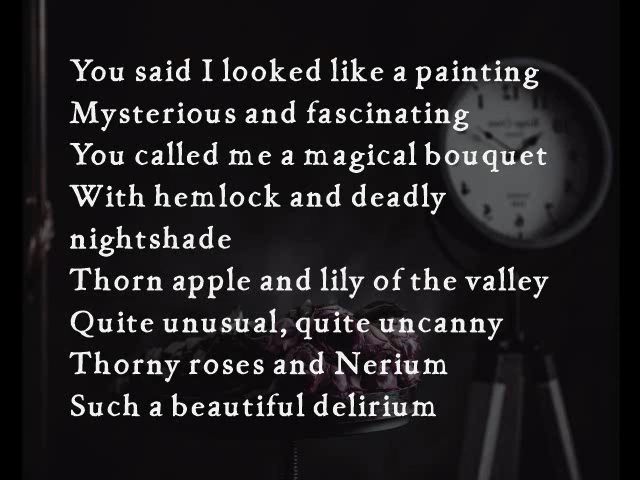 You said I looked like a painting
Mysterious and fascinating
You called me a magical bouquet
With hemlock and deadly
nightshade
Thorn apple and lily of the valley
Quite unusual, quite uncanny
Thorny roses and Nerium
Such a beautiful delirium